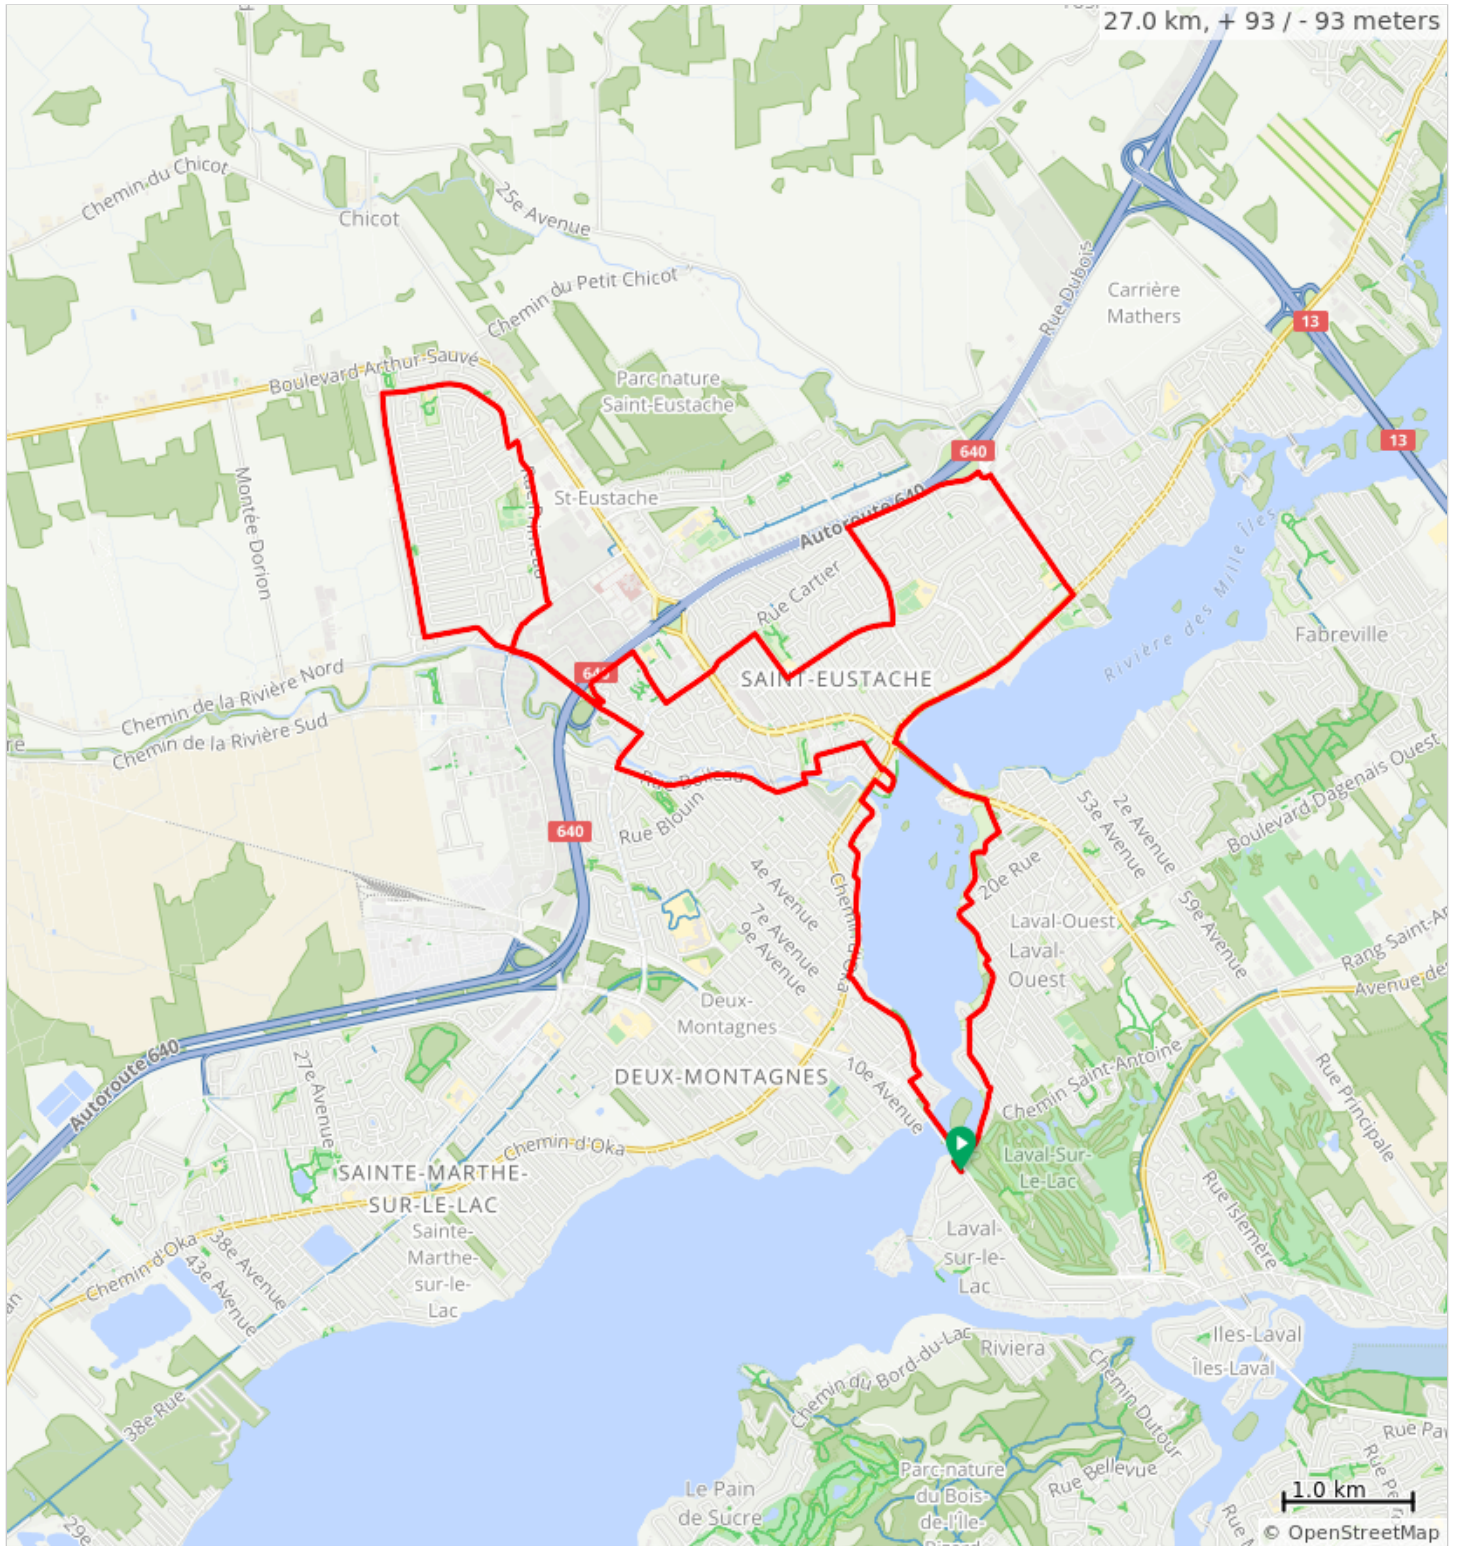 27.0 km, + 93 / - 93 meters
Chemin du Chicot
Chicot
25e Avenue
Chemin du Petit Chicot
Rue Dubois
Carrière
Mathers
13
Boulevard Arthur-Sauvé
Parc nature
Saint-Eustache
13
640
Montée Dorion
St-Eustache
Autoroute 640
Rivière des Mille Îles
Rue Cartier
Fabreville
640
SAINT-EUSTACHE
Chemin de la Rivière Nord
Chemin de la Rivière Sud
Rue Boileau
Rue Blouin
640
Boulevard Dagenais Ouest
2e Avenue
53e Avenue
4e Avenue
20e Rue
7e Avenue
9e Avenue
Chemin d'Oka
Laval-Ouest
Laval-
Ouest
59e Avenue
Deux-
Montagnes
Autoroute 640
27e Avenue
DEUX-MONTAGNES
10e Avenue
Chemin Saint-Antoine
Rue Principale
Chemin d'Oka
SAINTE-MARTHE-
SUR-LE-LAC
Laval-Sur-
Le-Lac
Rue Islemère
Sainte-
Marthe-
sur-le-
Lac
Laval-
sur-le-
Lac
Chemin d'Oka
38e Avenue
43e Avenue
Îles-Laval
Îles-Laval
Riviera
Chemin du Bord-du-Lac
Chemin Dutour
38e Rue
Parc-nature
du Bois-
de-l'Île-
Rue Bellevue
Le Pain
de Sucre
1.0 km
© OpenStreetMap